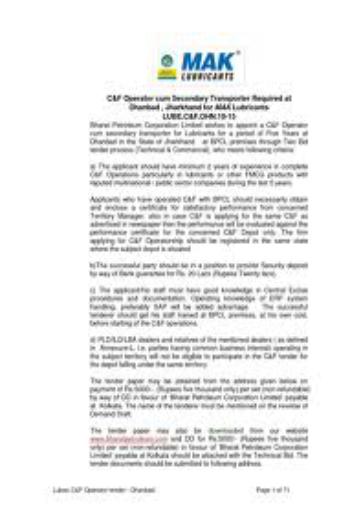 MAK
LUBRICANTS
C&F Operator cum Secondary Transporter Required at
Dhanbad , Jharkhand for MAK Lubricants
LUBE.C&F.DHN.10-15
Bharat Petroleum Corporation Limited wishes to appoint a C&F Operator
cum secondary transporter for Lubricants for a period of Five Years at
Dhanbad in the State of Jharkhand at BPCL premises through Two Bid
tender process (Technical & Commercial), who meets following criteria:
a) The applicant should have minimum 2 years of experience in complete
C&F Operations particularly in lubricants or other FMCG products with
reputed multinational / public sector companies during the last 5 years.
Applicants who have operated C&F with BPCL should necessarily obtain
and enclose a certificate for satisfactory performance from concerned
Territory Manager, also in case C&F is applying for the same C&F as
advertised in newspaper then the performance will be evaluated against the
performance certificate for the concerned C&F Depot only. The firm
applying for C&F Operatorship should be registered in the same state
where the subject depot is situated.
b)The successful party should be in a position to provide Security deposit
by way of Bank guarantee for Rs. 20 Lacs (Rupees Twenty lacs).
c) The applicant/his staff must have good knowledge in Central Excise
procedures and documentation. Operating knowledge of ERP system
handling, preferably SAP will be added advantage. The successful
tenderer should get his staff trained at BPCL premises, at his own cost,
before starting of the C&F operations.
d) dealers and relatives of the mentioned dealers ( as defined
in Annexure-L, i.e. parties having common business interest) operating in
the subject territory will not be eligible to participate in the C&F tender for
the depot falling under the same territory.
The tender paper may be obtained from the address given below on
payment of Rs.5000/- (Rupees five thousand only) per set (non refundable)
by way of DD in favour of 'Bharat Petroleum Corporation Limited' payable
at Kolkata. The name of the tenderer must be mentioned on the reverse of
Demand Draft.
The tender paper may also be downloaded from our website
www.bharatpetroleum.com and DD for Rs.5000/- (Rupees five thousand
only) per set (non-refundable) in favour of 'Bharat Petroleum Corporation
Limited' payable at Kolkata should be attached with the Technical Bid. The
tender documents should be submitted to following address.
Lubes C&F Operator tender - Dhanbad
Page 1 of 71